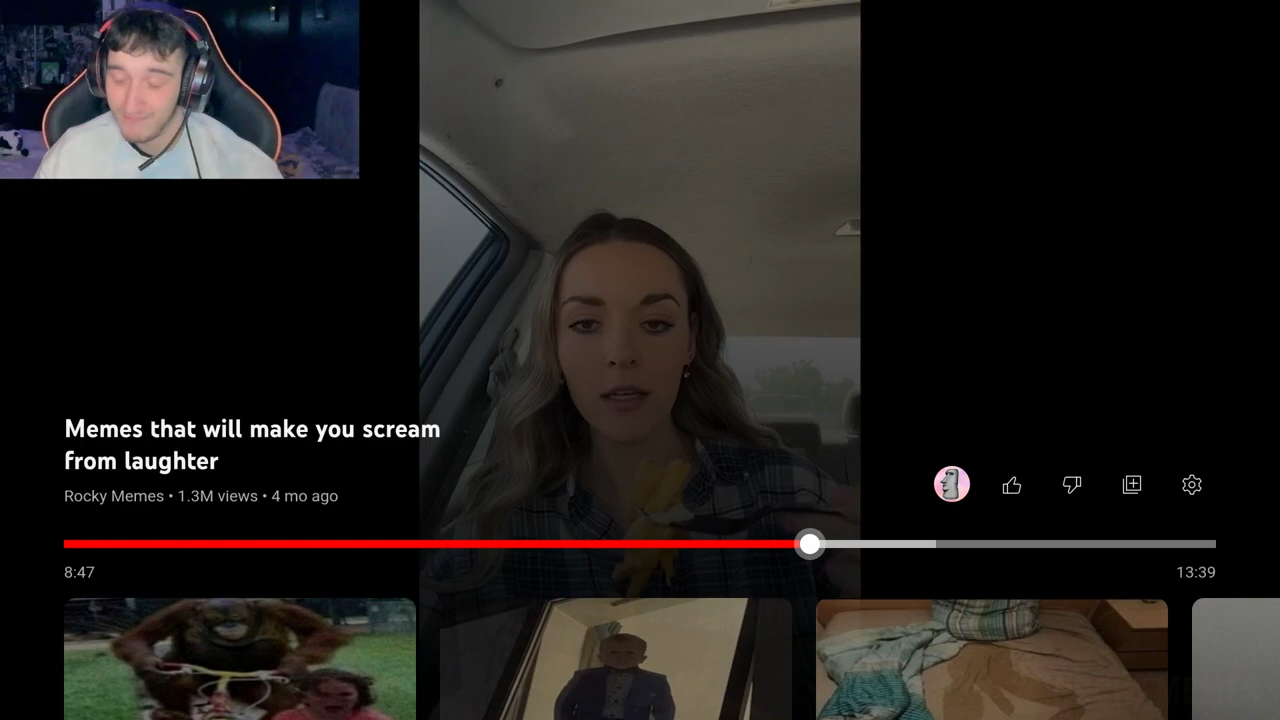 Memes that will make you scream
from laughter
Rocky Memes • 1.3M views • 4 mo ago
8:47
13:39